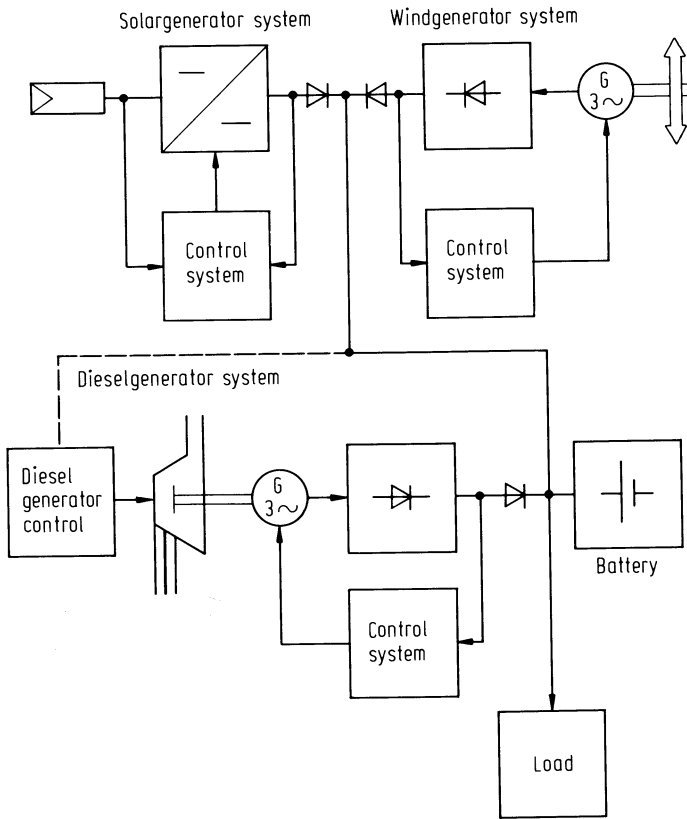 Solargenerator system
Windgenerator system
G
3~
Control
system
Control
system
Dieselgenerator system
Diesel
generator
control
G
3~
Battery
Control
system
Load